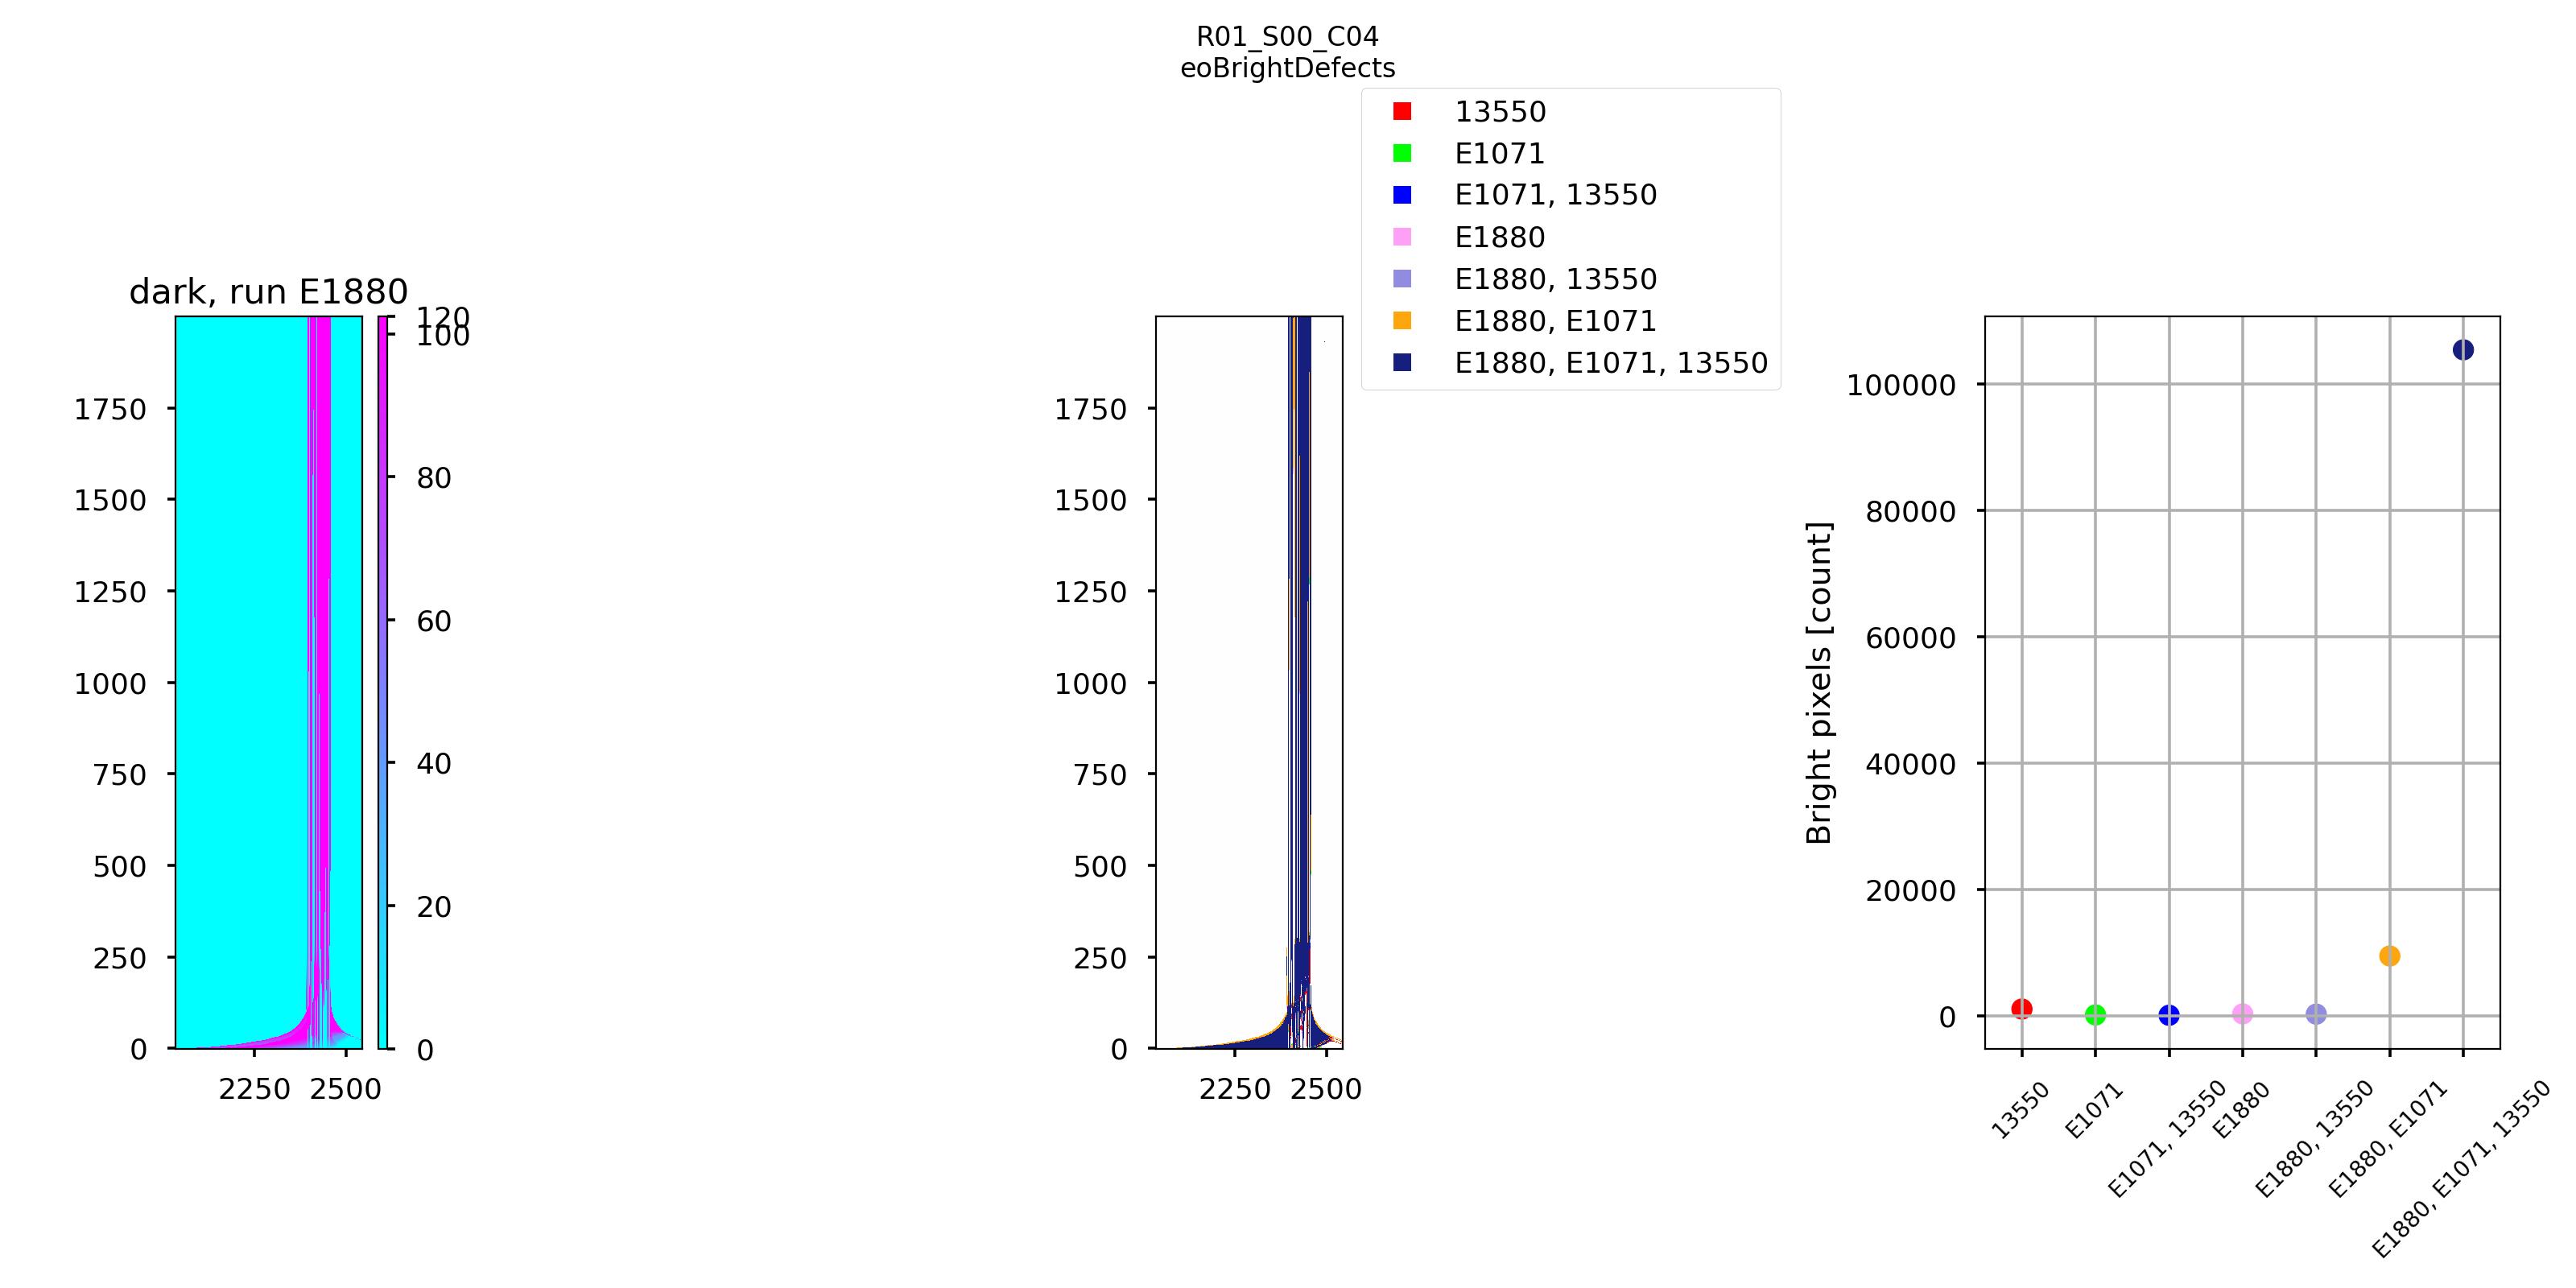 R01_S00_C04
eoBrightDefects
13550
E1071
E1071, 13550
E1880
E1880, 13550
E1880, E1071
E1880, E1071, 13550
dark, run E1880
1750
1500
1250
1000
750
500
250
0
2250 2500
120
100
80
60
40
20
0
1750
1500
1250
1000
750
500
250
0
2250 2500
Bright pixels [count]
100000
80000
60000
40000
20000
0
13550
E1071
E1071, 13550
E1880
E1880, 13550
E1880, E1071
E1880, E1071, 13550